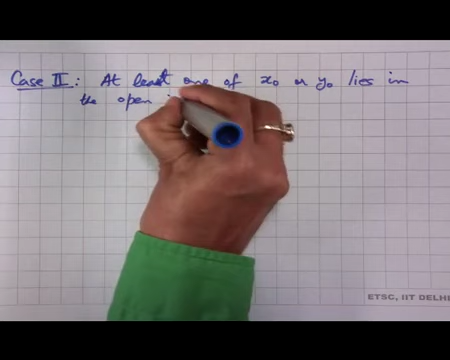 Case II: At least one of x₀ or y₀ lies in
the open
ETSC, IIT DELHI